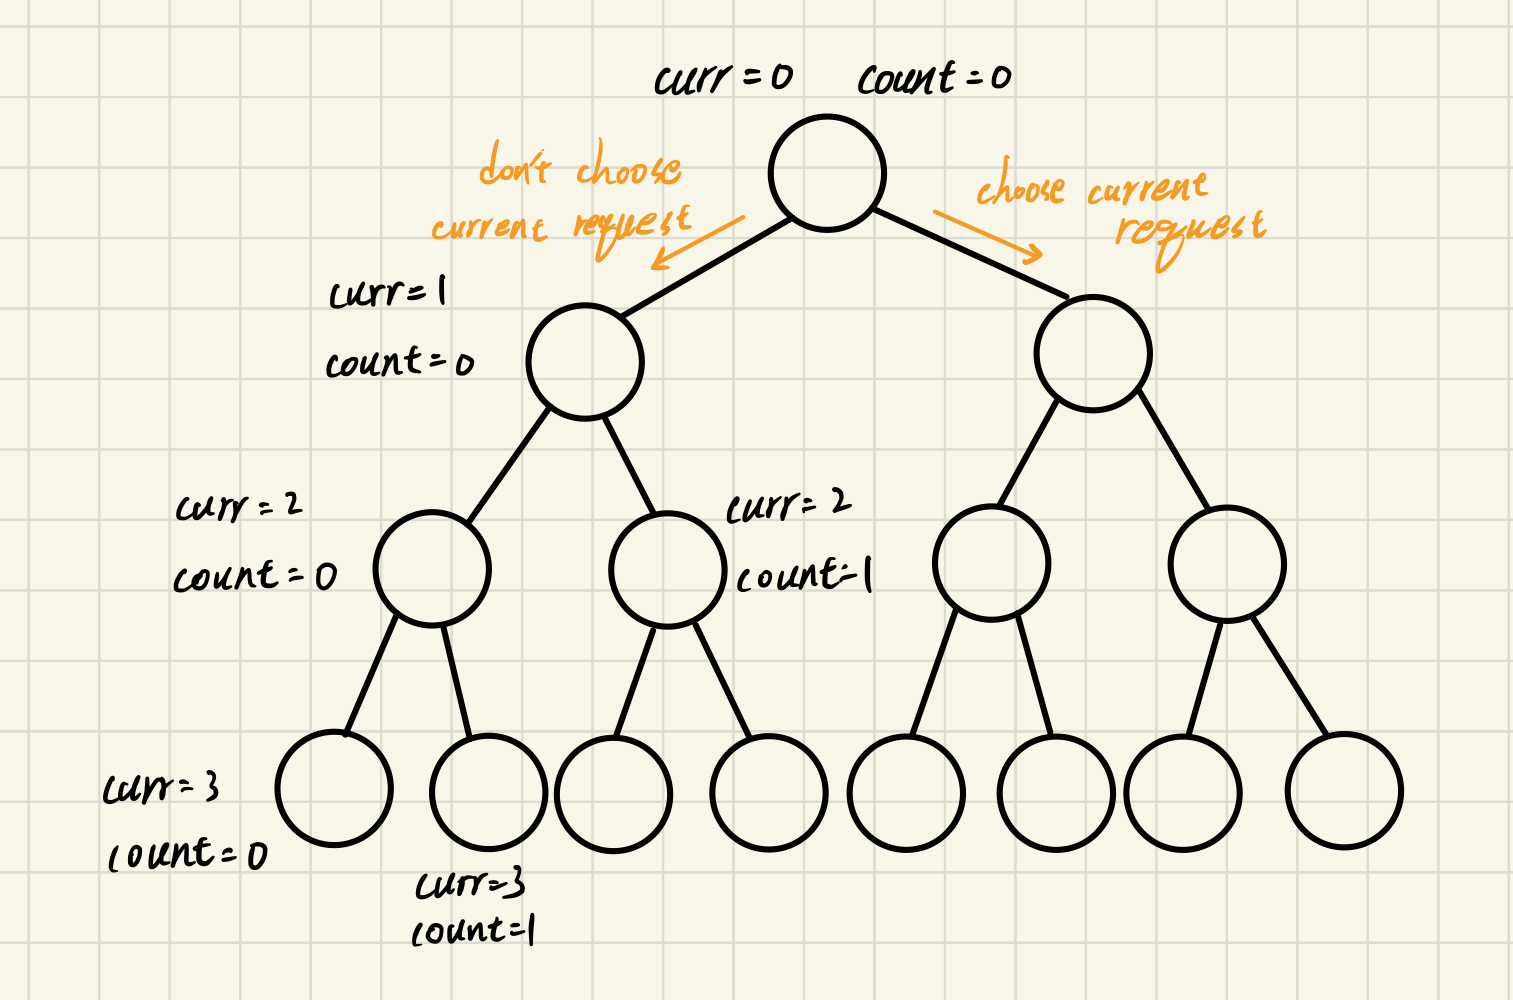 curr = 0 count = 0
don't choose
current request
choose current
request
curr = 1
count = 0
curr = 2
count = 0
curr = 2
count = 1
curr = 3
count = 0
curr = 3
count = 1